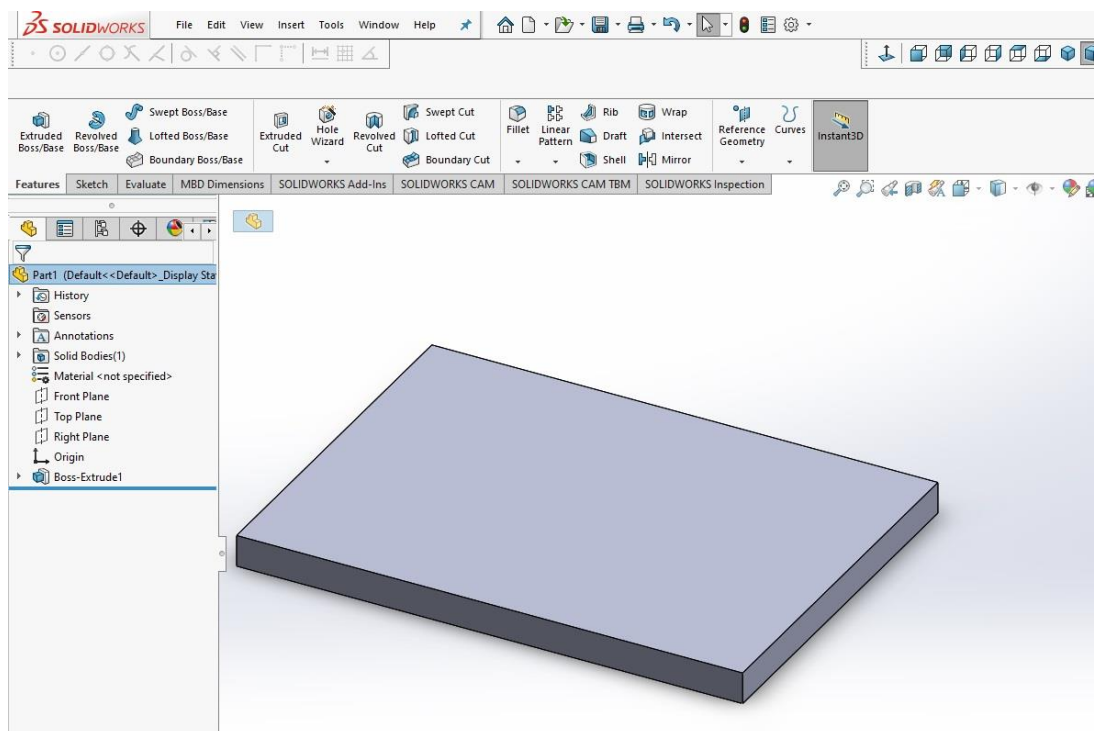 SOLIDWORKS File Edit View Insert Tools Window Help
Extruded Boss/Base
Revolved Boss/Base
Swept Boss/Base
Lofted Boss/Base
Boundary Boss/Base
Extruded Cut
Hole Wizard
Revolved Cut
Swept Cut
Lofted Cut
Boundary Cut
Fillet
Linear Pattern
Rib
Draft
Shell
Wrap
Intersect
Mirror
Reference Geometry
Curves
Instant3D
Features Sketch Evaluate MBD Dimensions SOLIDWORKS Add-Ins SOLIDWORKS CAM SOLIDWORKS CAM TBM SOLIDWORKS Inspection
Part1 (Default<<Default>_Display Sta
History
Sensors
Annotations
Solid Bodies(1)
Material <not specified>
Front Plane
Top Plane
Right Plane
Origin
Boss-Extrude1